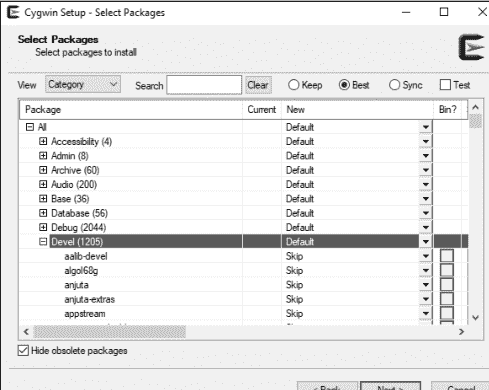 Cygwin Setup - Select Packages
Select Packages
Select packages to install
View Category Search Clear Keep Best Sync Test
Package Current New Bin?
All Default
Accessibility (4) Default
Admin (8) Default
Archive (60) Default
Audio (200) Default
Base (36) Default
Database (56) Default
Debug (2044) Default
Devel (1205) Default
aalib-devel Skip
algol68g Skip
anjuta Skip
anjuta-extras Skip
appstream Skip
Hide obsolete packages
< Back Next > Cancel